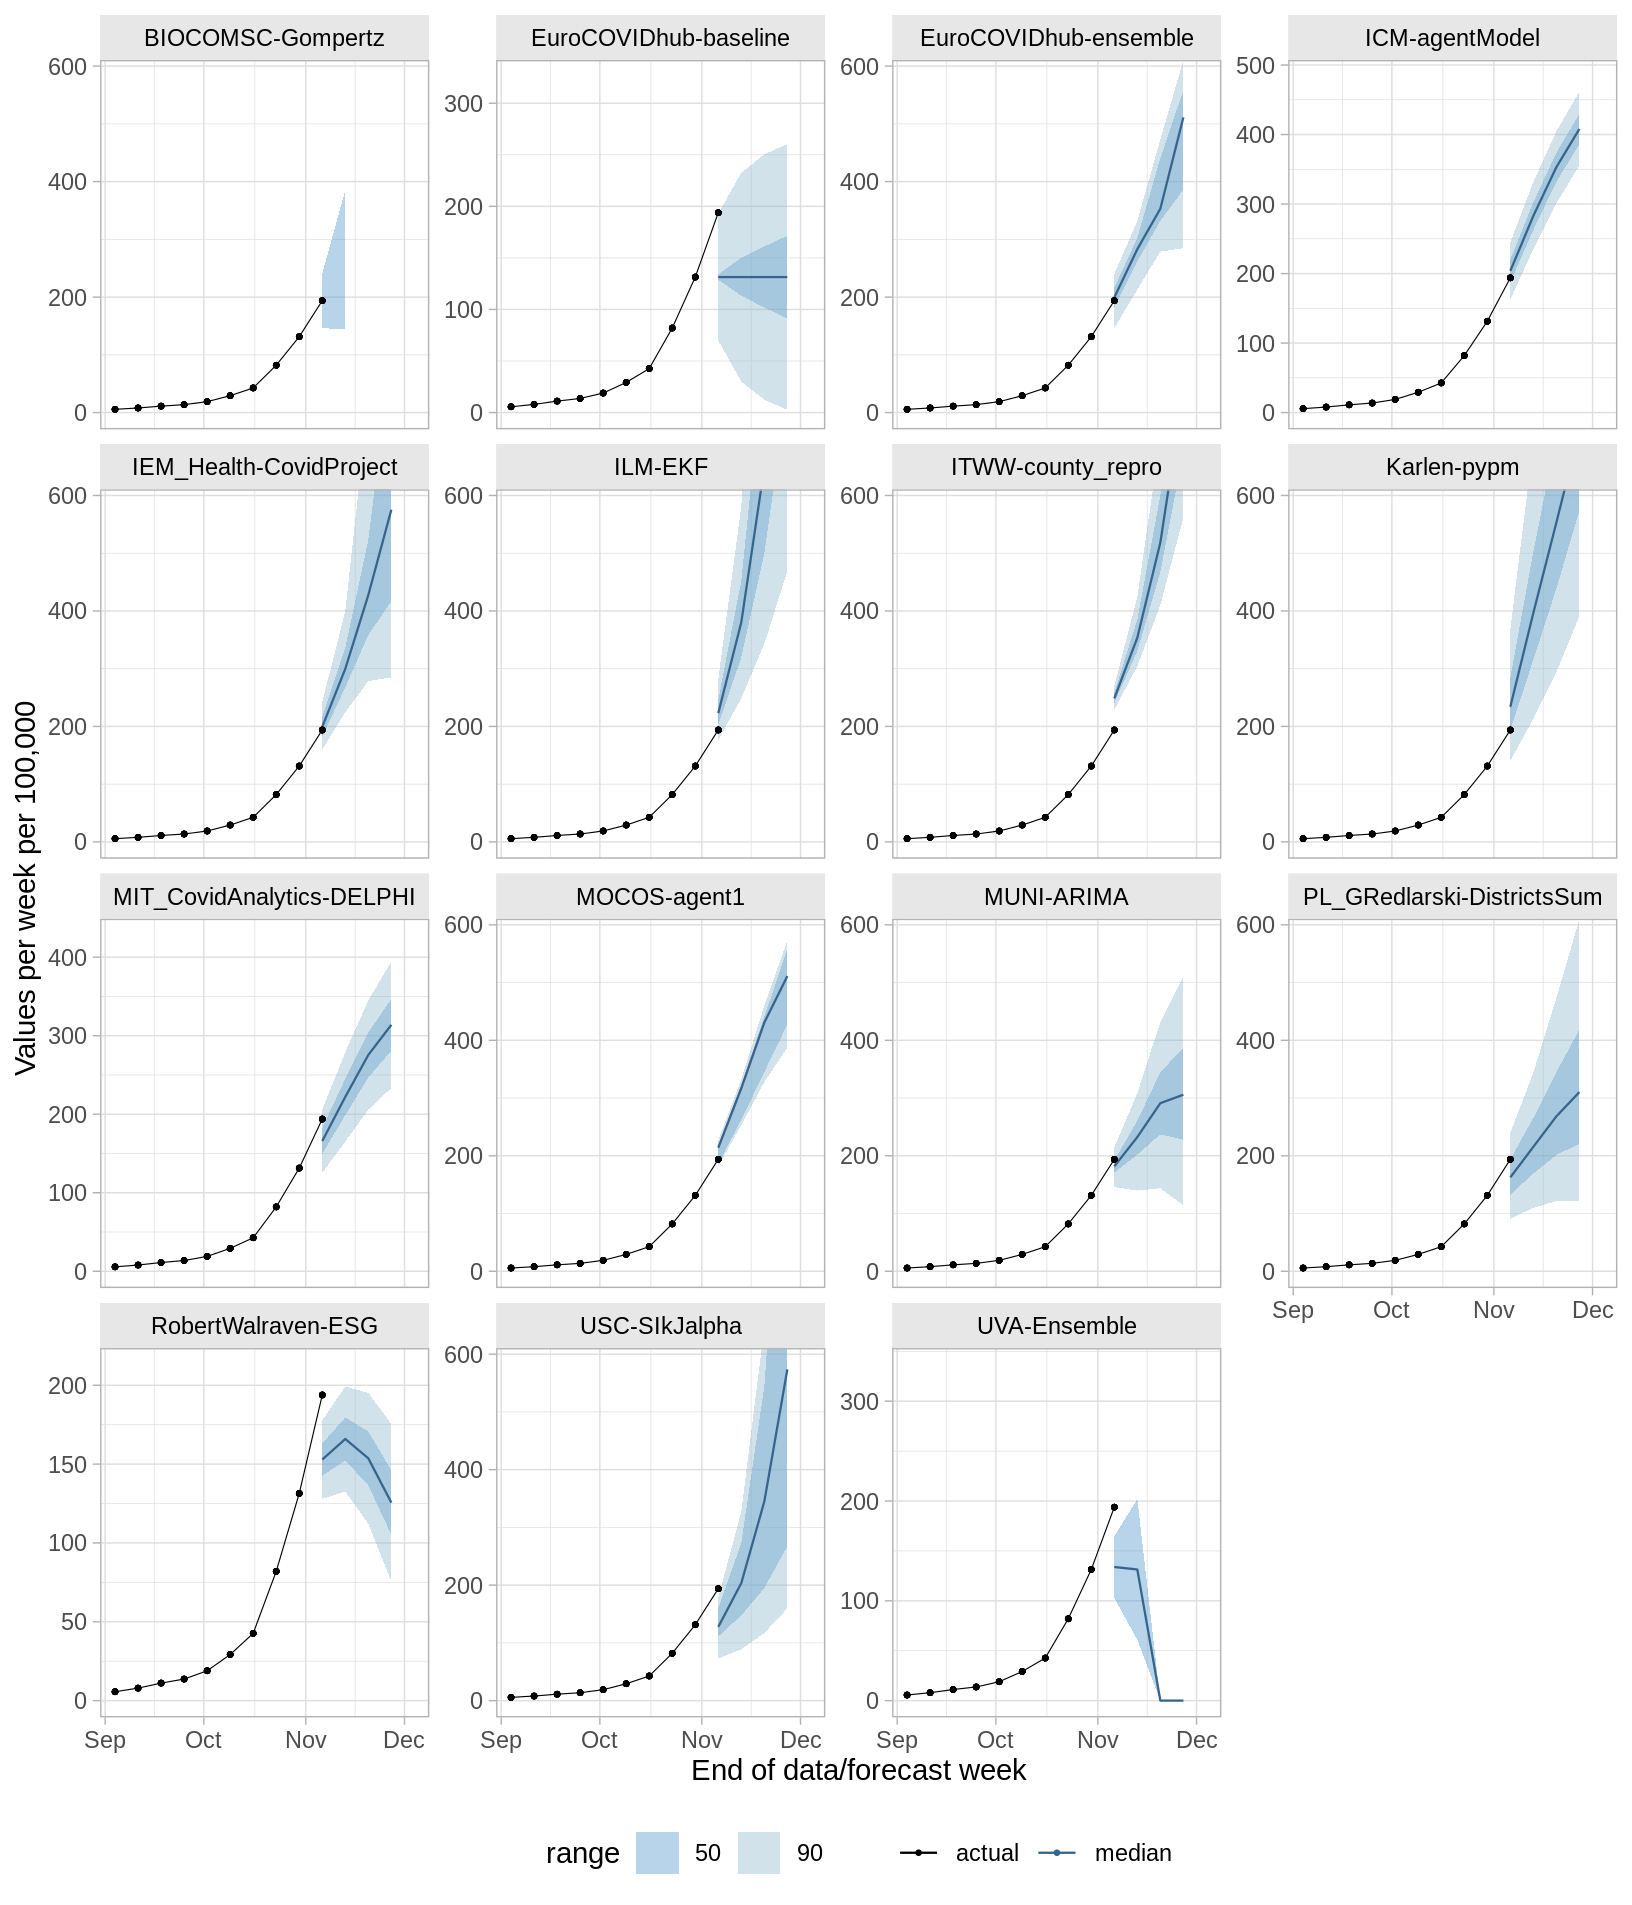 BIOCOMSC-Gompertz EuroCOVIDhub-baseline EuroCOVIDhub-ensemble ICM-agentModel
600 300 600 500
400 200 400 400
200 100 200 300
0 0 0 200
100
0
IEM_Health-CovidProject ILM-EKF ITWW-county_repro Karlen-pypm
600 600 600 600
400 400 400 400
200 200 200 200
0 0 0 0
Values per week per 100,000
MIT_CovidAnalytics-DELPHI MOCOS-agent1 MUNI-ARIMA PL_GRedlarski-DistrictsSum
400 600 600 600
300 400 400 400
200 200 200 200
100 0 0 0
0
Sep Oct Nov Dec
RobertWalraven-ESG USC-SIkJalpha UVA-Ensemble
200 600 300
150 400 200
100 200 100
50 0 0
0
Sep Oct Nov Dec Sep Oct Nov Dec Sep Oct Nov Dec
End of data/forecast week
range 50 90 actual median